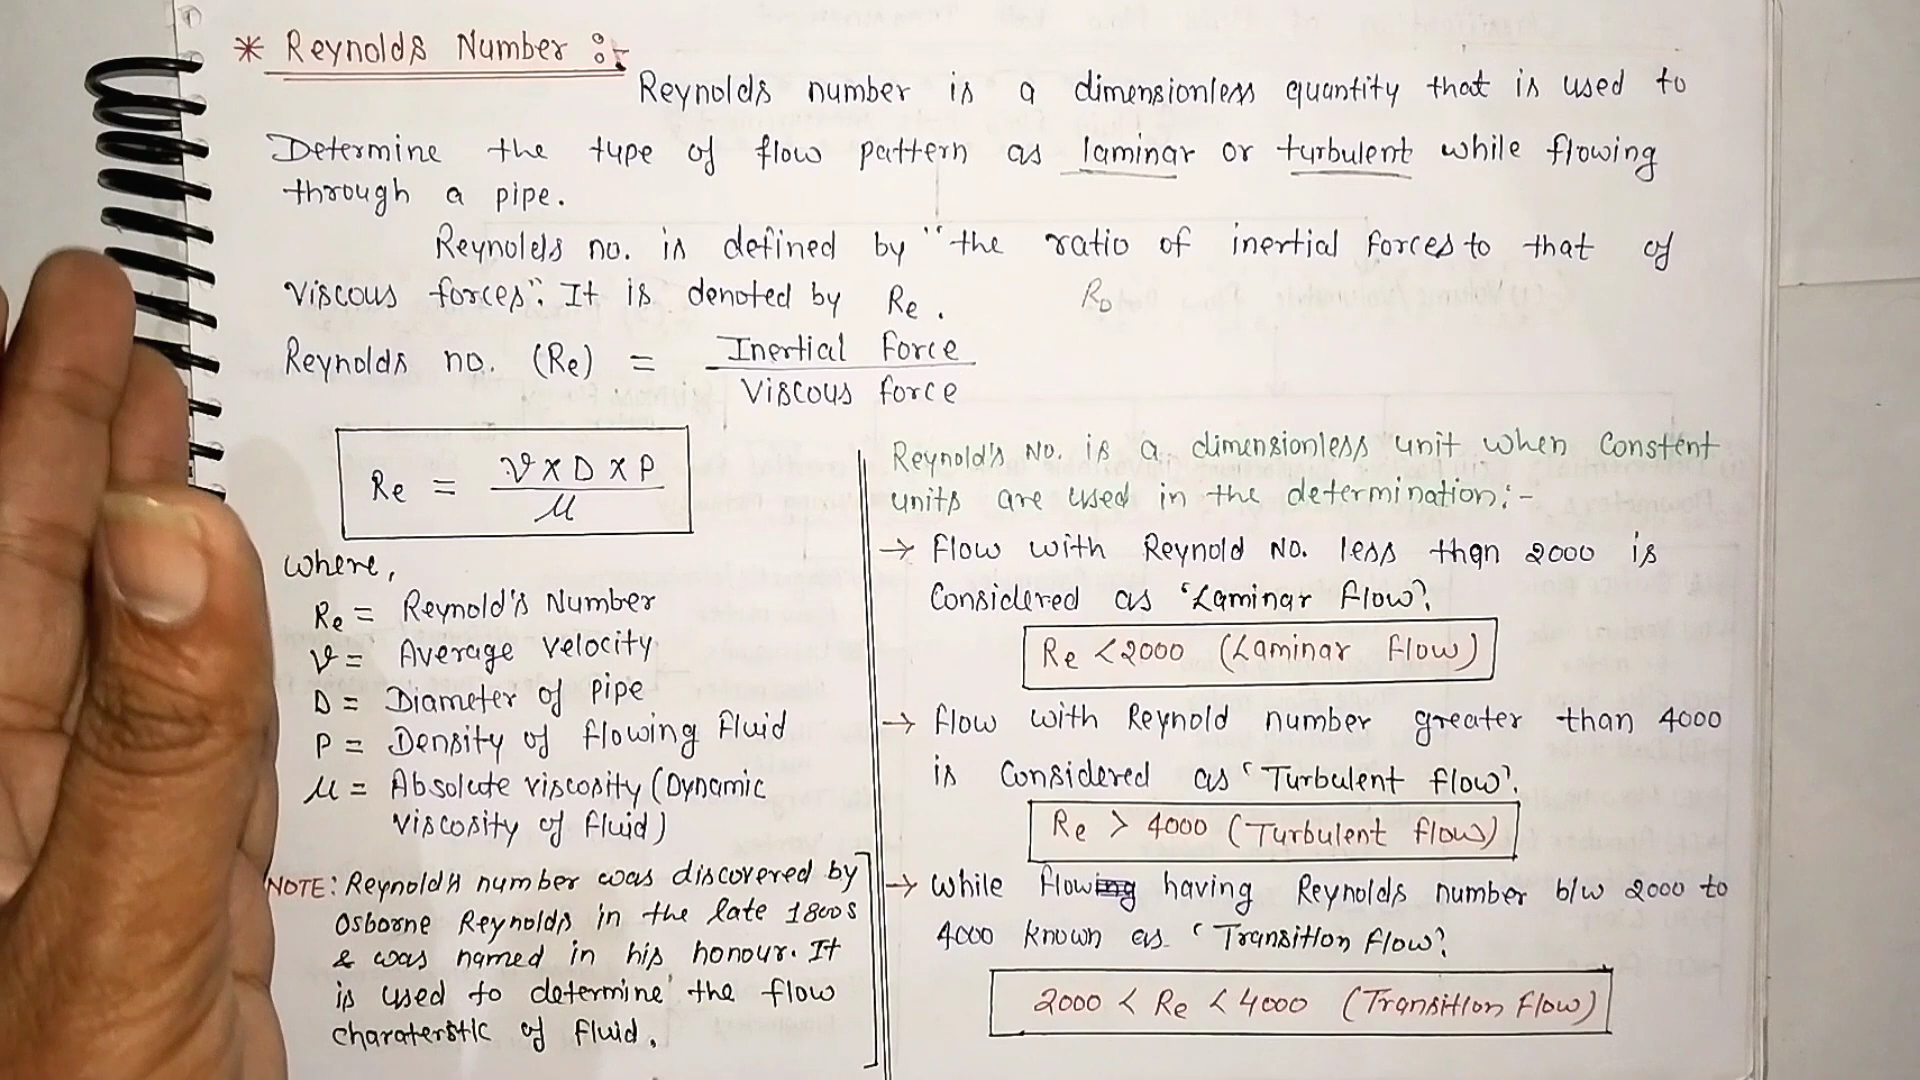 * Reynolds Number :-
Reynolds number is a dimensionless quantity that is used to
Determine the type of flow pattern as laminar or turbulent while flowing
through a pipe.
Reynolds no. is defined by "the ratio of inertial forces to that of
viscous forces". It is denoted by Re.
RD
Reynolds no. (Re) = Inertial force
Viscous force
Re = V x D x P
μ
where,
Re = Reynold's Number
V = Average velocity
D = Diameter of pipe
P = Density of flowing fluid
μ = Absolute viscosity (Dynamic
viscosity of fluid)
NOTE: Reynolds number was discovered by
Osborne Reynolds in the late 1800s
& was named in his honour. It
is used to determine the flow
charaterstic of fluid.
Reynold's No. is a dimensionless unit when Constent
units are used in the determination:-
→ Flow with Reynold No. less than 2000 is
Considered as 'Laminar Flow'.
Re < 2000 (Laminar Flow)
→ flow with Reynold number greater than 4000
is Considered as 'Turbulent flow'.
Re > 4000 (Turbulent flow)
→ while flow having Reynolds number b/w 2000 to
4000 known as 'Transition Flow'.
2000 < Re < 4000 (Transition Flow)